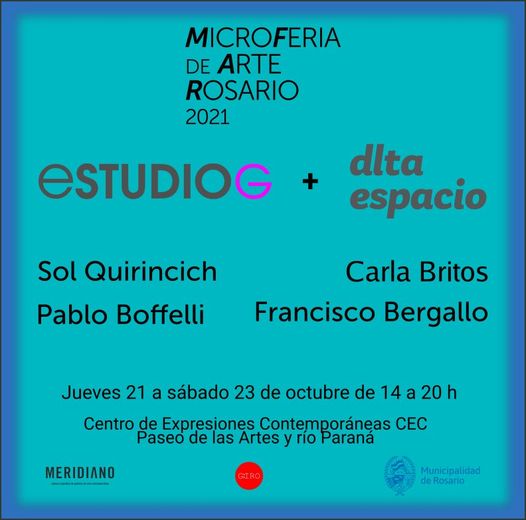 MICROFERIA
DE ARTE
ROSARIO
2021
eSTUDIOG + dlta espacio
Sol Quirincich
Carla Britos
Pablo Boffelli
Francisco Bergallo
Jueves 21 a sábado 23 de octubre de 14 a 20 h
Centro de Expresiones Contemporáneas CEC
Paseo de las Artes y río Paraná
MERIDIANO
GIRO
Municipalidad
de Rosario